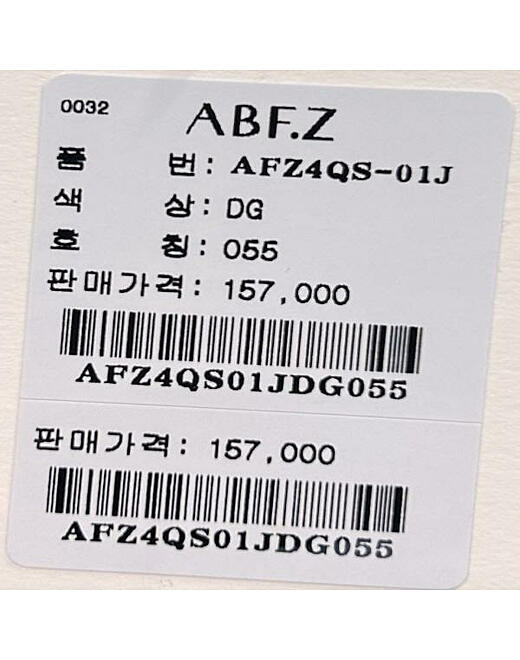 0032 ABF.Z
품 번: AFZ4QS-01J
색 상: DG
호 칭: 055
판매가격: 157,000
AFZ4QS01JDG055
판매가격: 157,000
AFZ4QS01JDG055